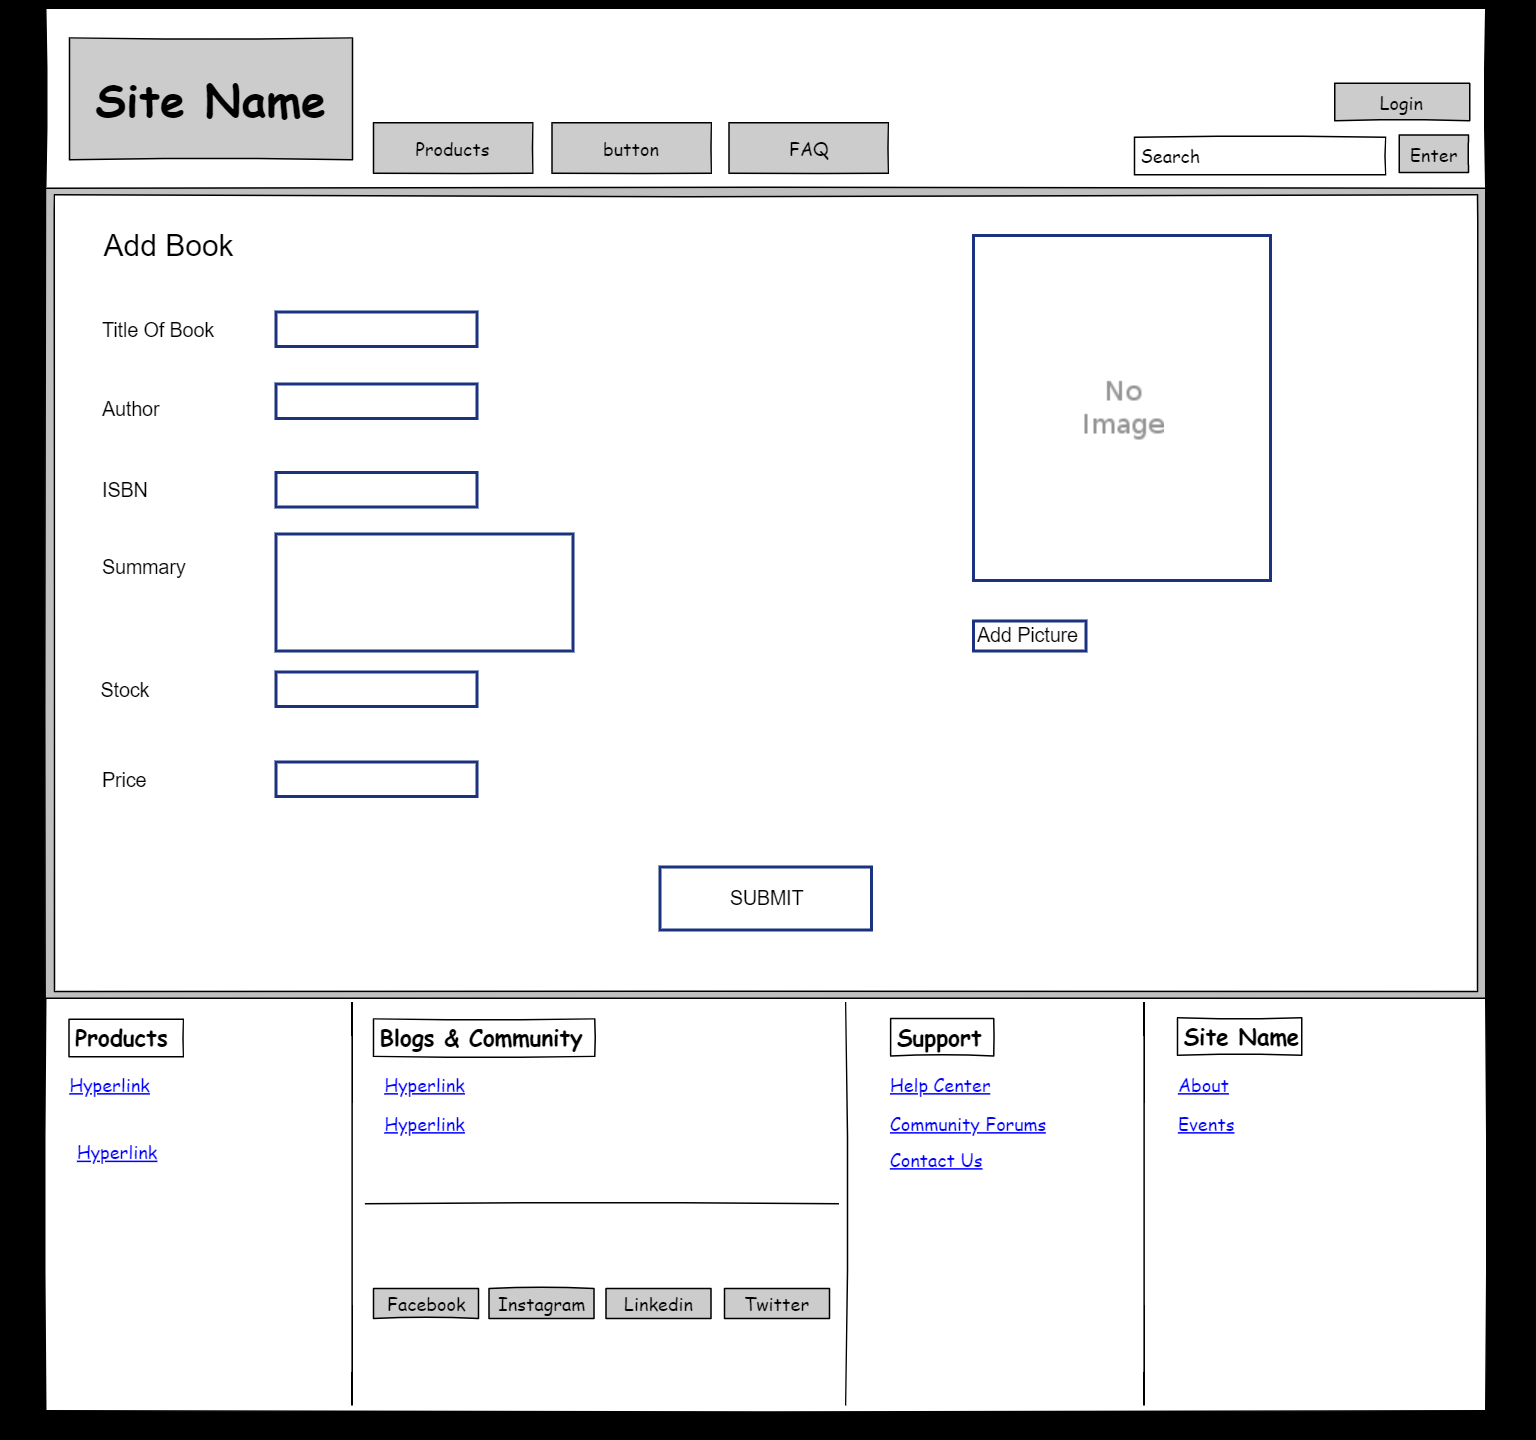 Site Name
Products
button
FAQ
Login
Search
Enter
Add Book
Title Of Book
Author
ISBN
Summary
Stock
Price
No
Image
Add Picture
SUBMIT
Products
Hyperlink
Hyperlink
Blogs & Community
Hyperlink
Hyperlink
Facebook
Instagram
Linkedin
Twitter
Support
Help Center
Community Forums
Contact Us
Site Name
About
Events